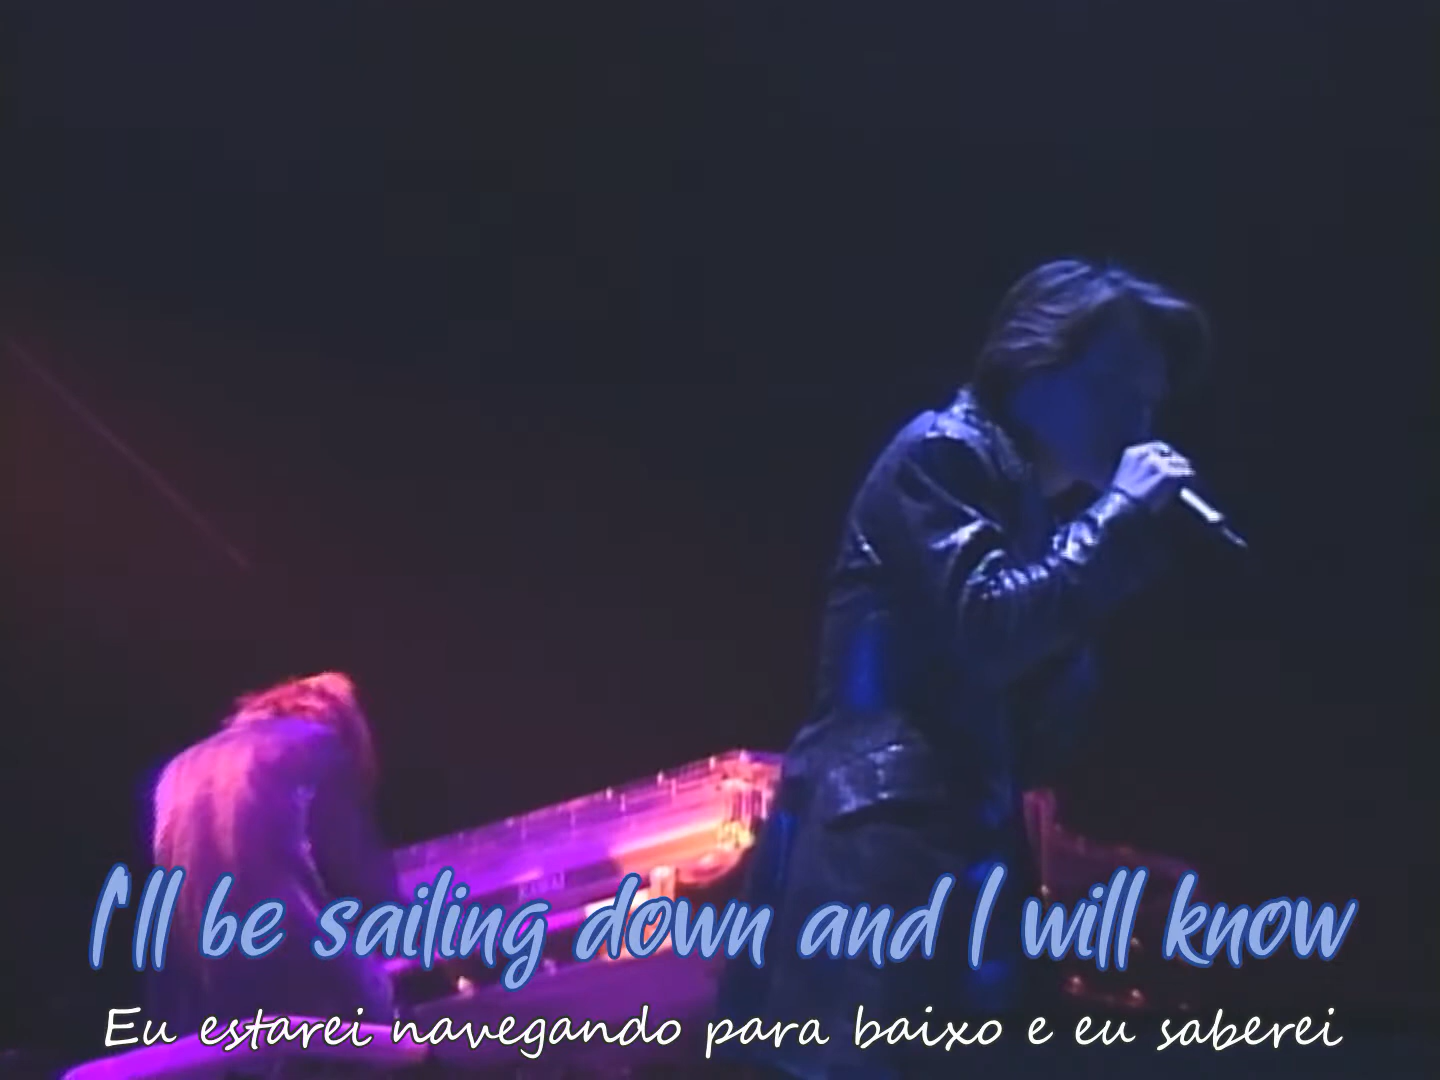 I'll be sailing down and I will know
Eu estarei navegando para baixo e eu saberei